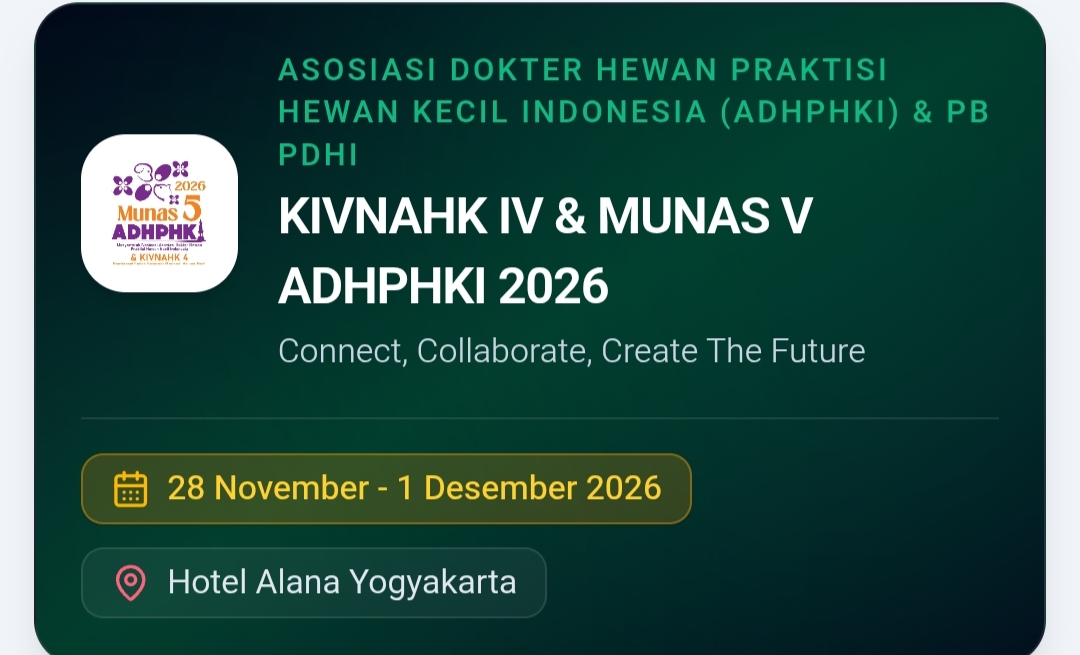 ASOSIASI DOKTER HEWAN PRAKTISI
HEWAN KECIL INDONESIA (ADHPHKI) & PB
PDHI
KIVNAHK IV & MUNAS V
ADHPHKI 2026
Connect, Collaborate, Create The Future
2026
Munas 5
ADHPHKI
& KIVNAHK 4
28 November - 1 Desember 2026
Hotel Alana Yogyakarta